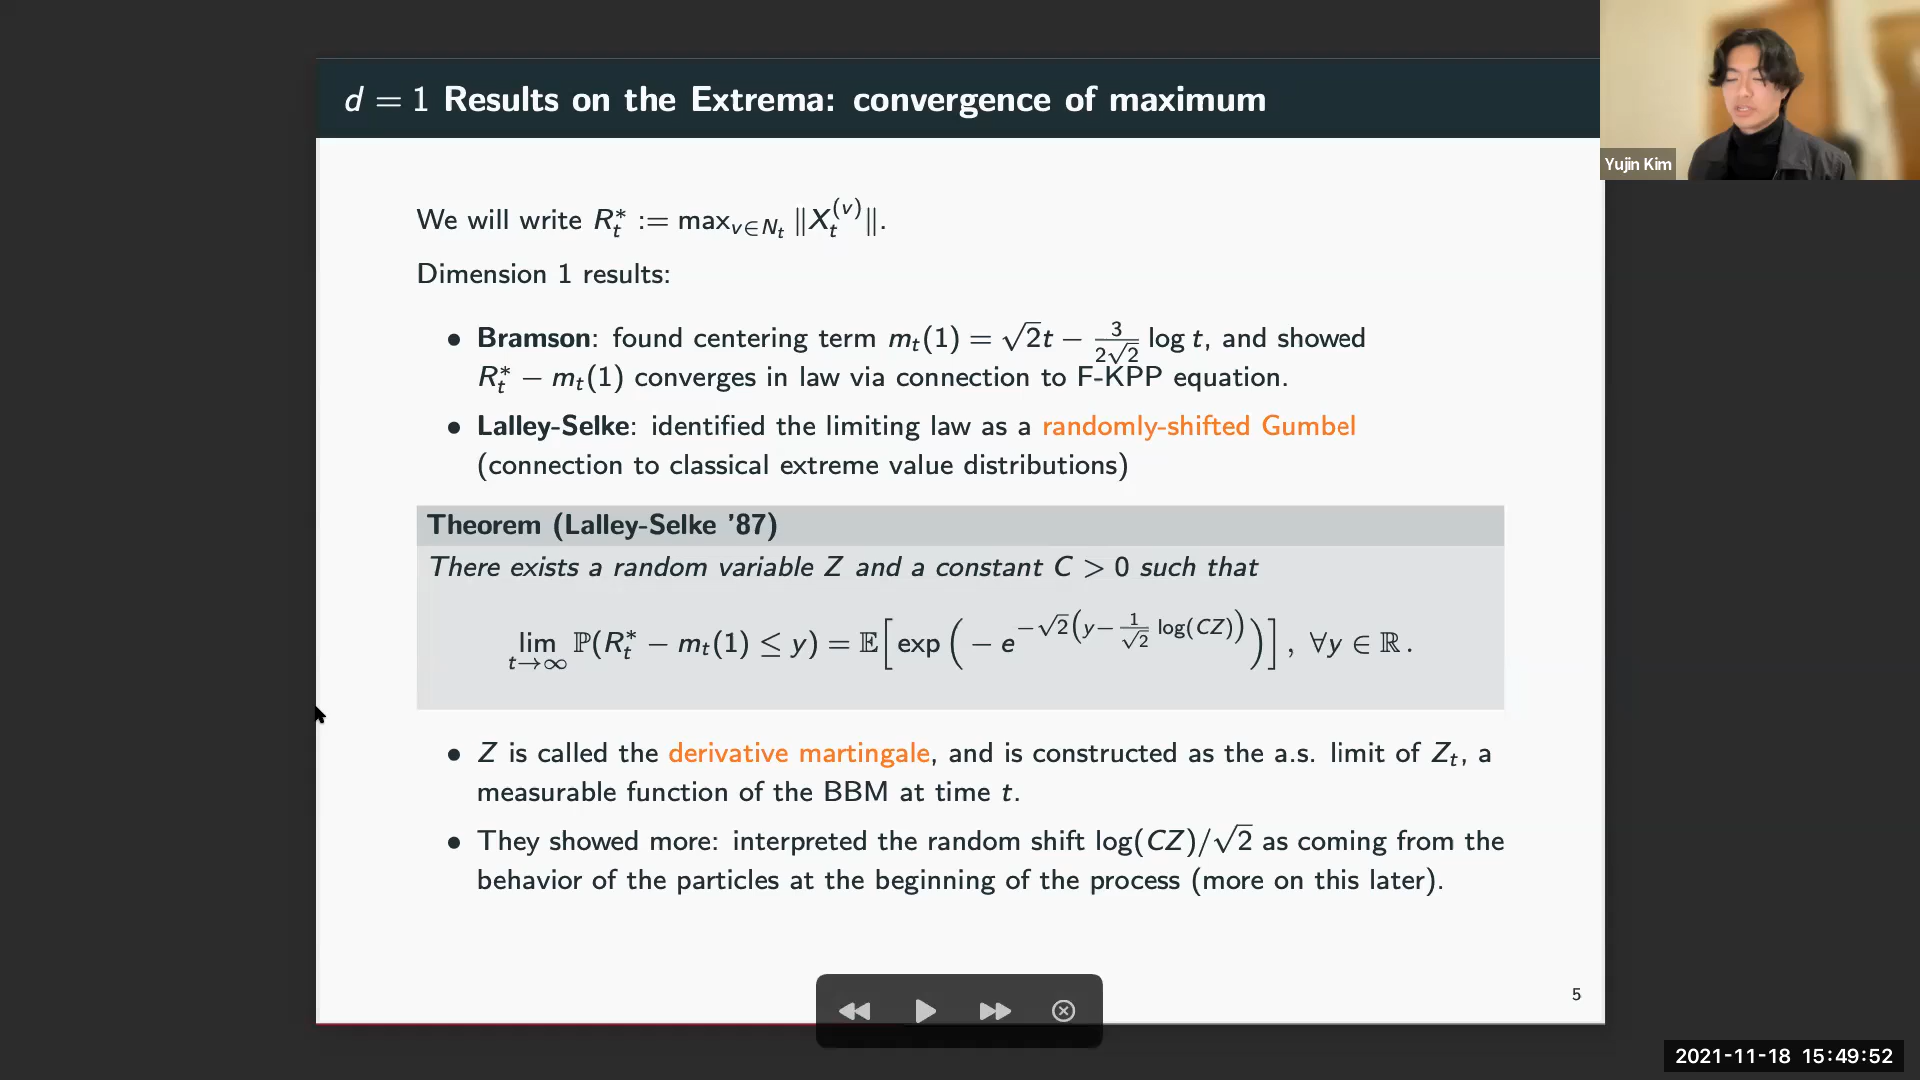 d = 1 Results on the Extrema: convergence of maximum
Yujin Kim
We will write R_t^* := max_{v∈N_t} ‖X_t^{(v)}‖.
Dimension 1 results:
• Bramson: found centering term m_t(1) = √2t − \frac{3}{2√2} log t, and showed
R_t^* − m_t(1) converges in law via connection to F-KPP equation.
• Lalley-Selke: identified the limiting law as a randomly-shifted Gumbel
(connection to classical extreme value distributions)
Theorem (Lalley-Selke ’87)
There exists a random variable Z and a constant C > 0 such that
lim_{t→∞} ℙ(R_t^* − m_t(1) ≤ y) = 𝔼[exp(− e^{−√2(y−\frac{1}{√2} log(CZ))})], ∀y ∈ ℝ.
• Z is called the derivative martingale, and is constructed as the a.s. limit of Z_t, a
measurable function of the BBM at time t.
• They showed more: interpreted the random shift log(CZ)/√2 as coming from the
behavior of the particles at the beginning of the process (more on this later).
5
2021-11-18 15:49:52